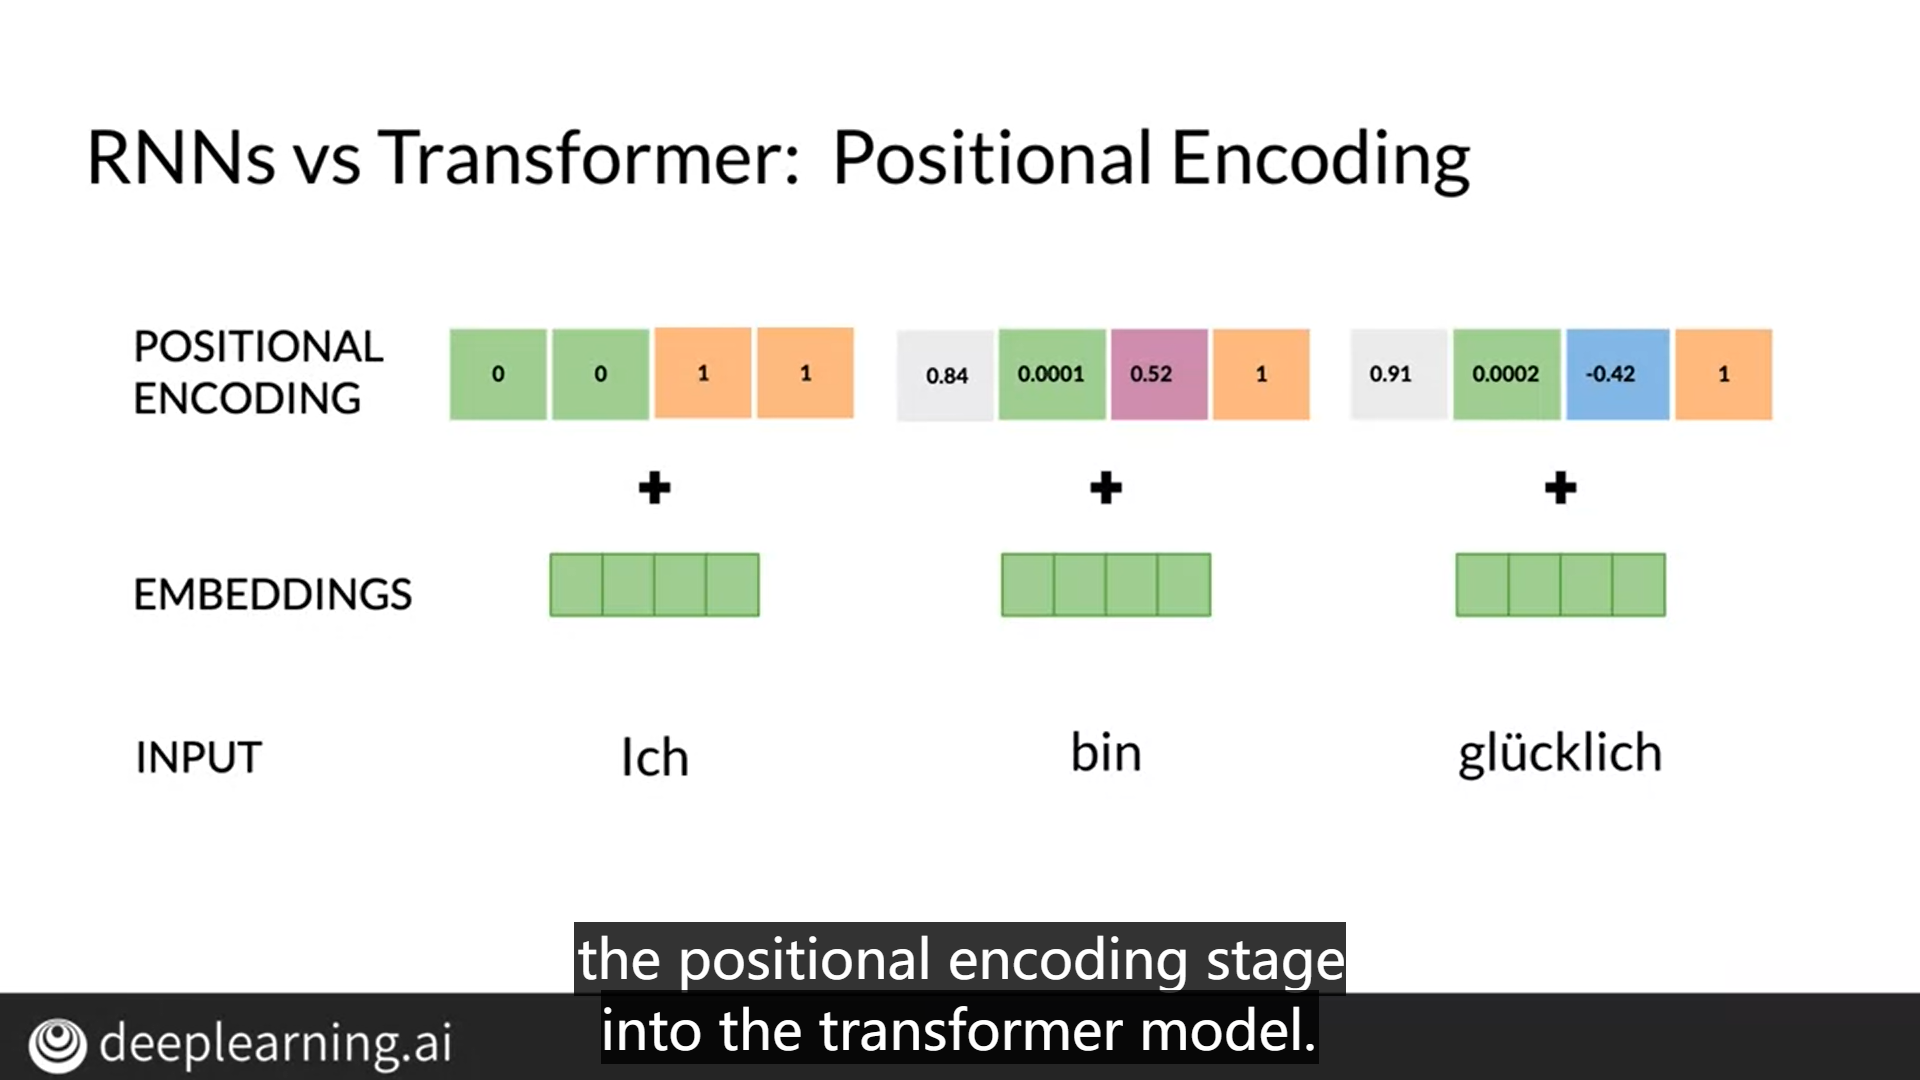 RNNs vs Transformer: Positional Encoding
POSITIONAL
ENCODING
0 0 1 1 0.84 0.0001 0.52 1 0.91 0.0002 -0.42 1
+ + +
EMBEDDINGS
INPUT Ich bin glücklich
the positional encoding stage
into the transformer model.
deeplearning.ai